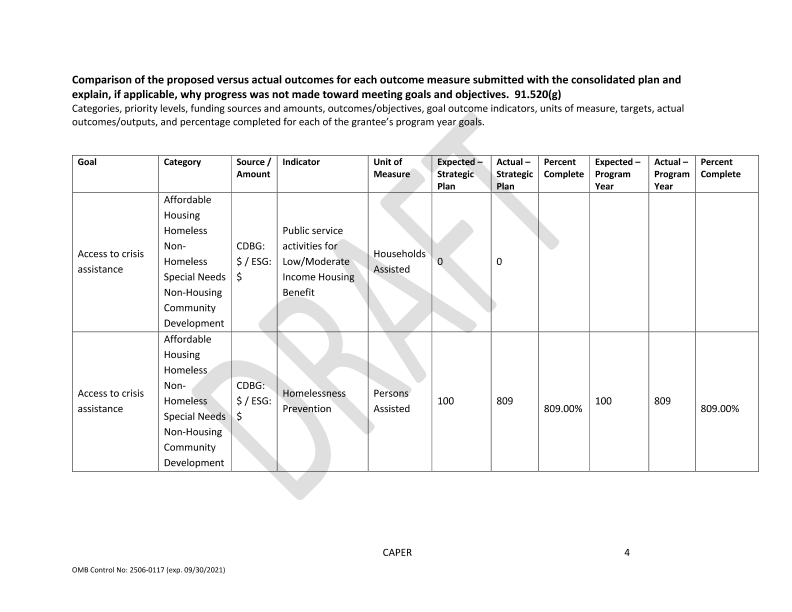 Comparison of the proposed versus actual outcomes for each outcome measure submitted with the consolidated plan and
explain, if applicable, why progress was not made toward meeting goals and objectives.  91.520(g)
Categories, priority levels, funding sources and amounts, outcomes/objectives, goal outcome indicators, units of measure, targets, actual
outcomes/outputs, and percentage completed for each of the grantee's program year goals.
Goal
Category
Source /
Amount
Indicator
Unit of
Measure
Expected –
Strategic
Plan
Actual –
Strategic
Plan
Percent
Complete
Expected –
Program
Year
Actual –
Program
Year
Percent
Complete
Access to crisis
assistance
Affordable
Housing
Homeless
Non-
Homeless
Special Needs
Non-Housing
Community
Development
CDBG:
$ / ESG:
$
Public service
activities for
Low/Moderate
Income Housing
Benefit
Households
Assisted
0
0
Access to crisis
assistance
Affordable
Housing
Homeless
Non-
Homeless
Special Needs
Non-Housing
Community
Development
CDBG:
$ / ESG:
$
Homelessness
Prevention
Persons
Assisted
100
809
809.00%
100
809
809.00%
DRAFT
CAPER
4
OMB Control No: 2506-0117 (exp. 09/30/2021)